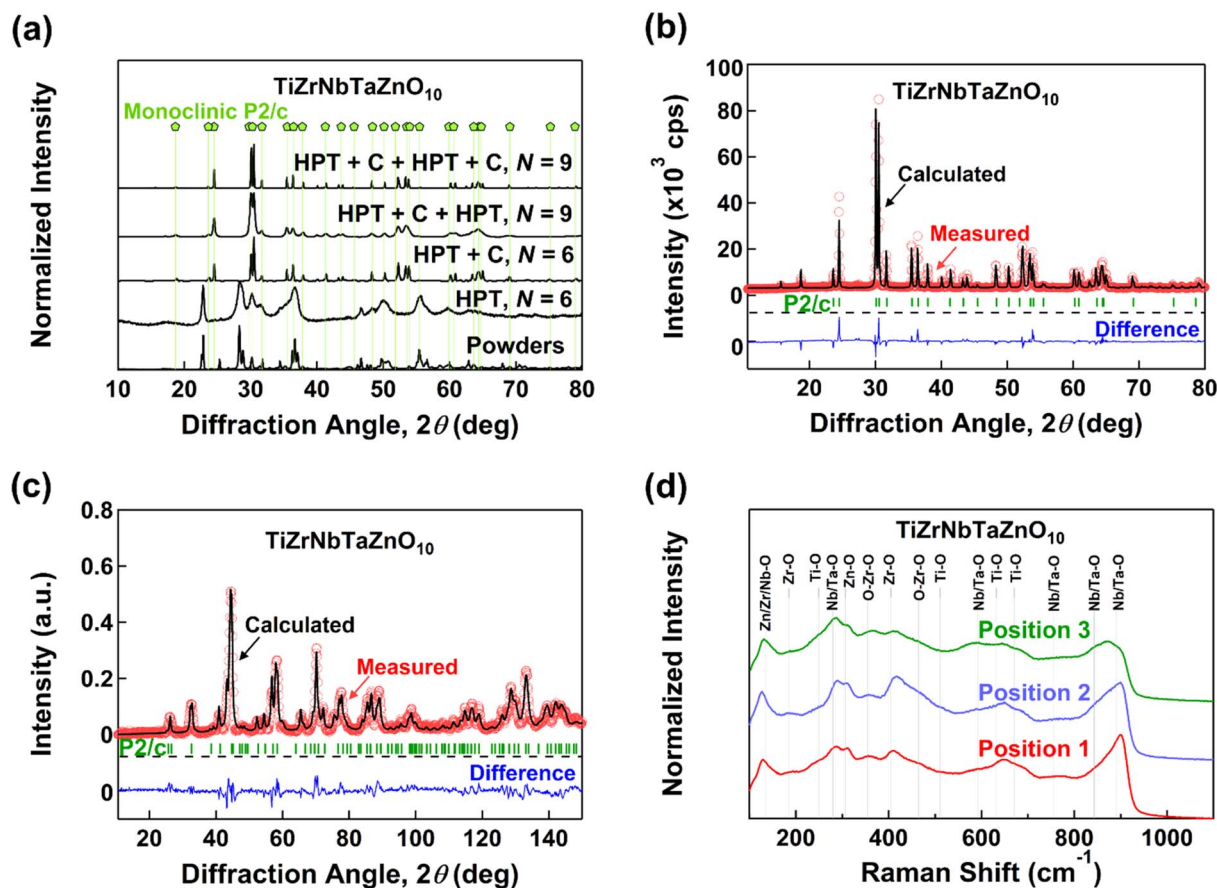 (a)
TiZrNbTaZnO₁₀
Monoclinic P2/c
HPT + C + HPT + C, N = 9
HPT + C + HPT, N = 9
HPT + C, N = 6
HPT, N = 6
Powders
Normalized Intensity
10 20 30 40 50 60 70 80
Diffraction Angle, 2θ (deg)
(b)
100
80
60
40
20
0
0
TiZrNbTaZnO₁₀
Calculated
Measured
P2/c
Difference
Intensity (x10³ cps)
20 30 40 50 60 70 80
Diffraction Angle, 2θ (deg)
(c)
0.8
0.6
0.4
0.2
0
0
TiZrNbTaZnO₁₀
Calculated
Measured
P2/c
Difference
Intensity (a.u.)
20 40 60 80 100 120 140
Diffraction Angle, 2θ (deg)
(d)
TiZrNbTaZnO₁₀
Zn/Zr/Nb-O
Zr-O
Ti-O
Nb/Ta-O
Zn-O
O-Zr-O
Zr-O
O-Zr-O
Ti-O
Nb/Ta-O
Ti-O
Ti-O
Nb/Ta-O
Nb/Ta-O
Nb/Ta-O
Position 3
Position 2
Position 1
Normalized Intensity
200 400 600 800 1000
Raman Shift (cm⁻¹)